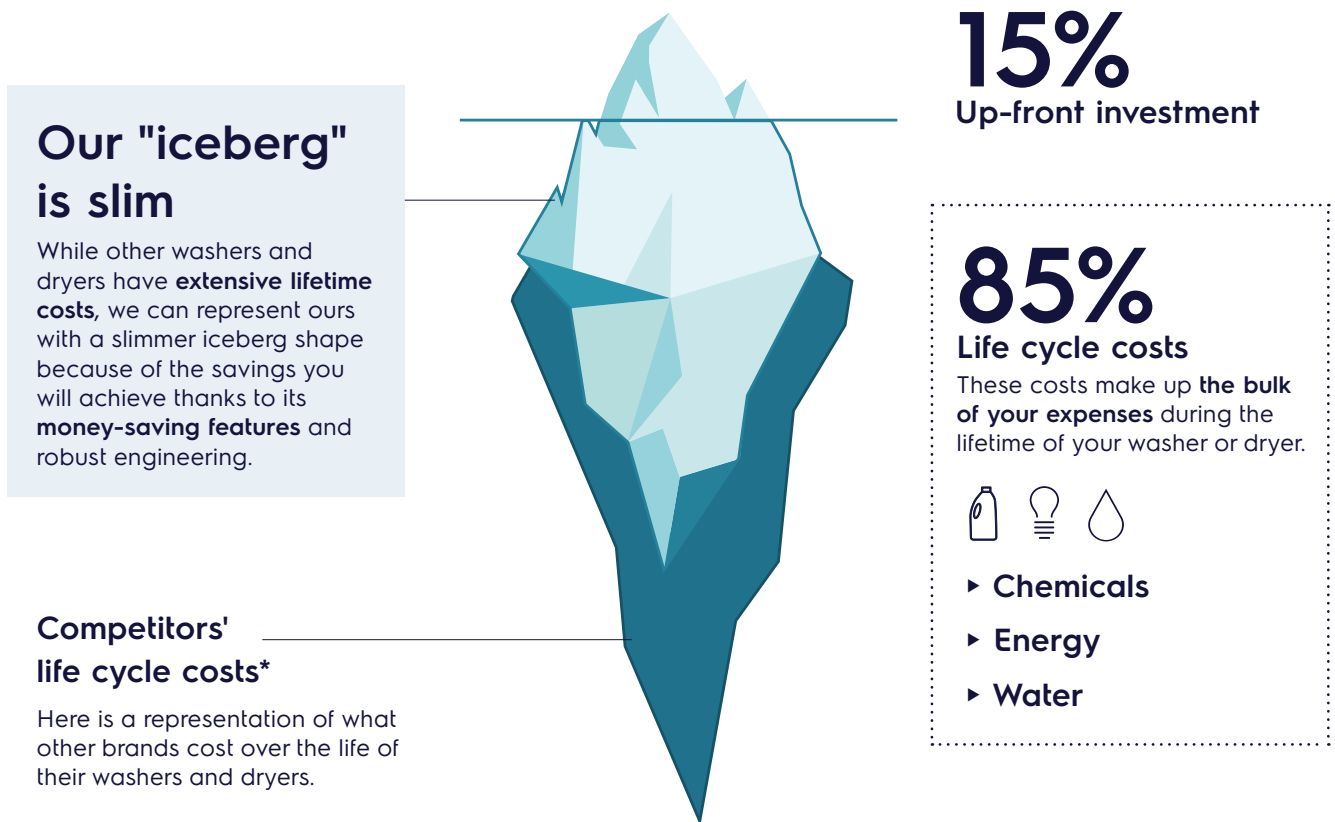 Our "iceberg"
is slim
While other washers and
dryers have extensive lifetime
costs, we can represent ours
with a slimmer iceberg shape
because of the savings you
will achieve thanks to its
money-saving features and
robust engineering.
Competitors'
life cycle costs*
Here is a representation of what
other brands cost over the life of
their washers and dryers.
15%
Up-front investment
85%
Life cycle costs
These costs make up the bulk
of your expenses during the
lifetime of your washer or dryer.
Chemicals
Energy
Water